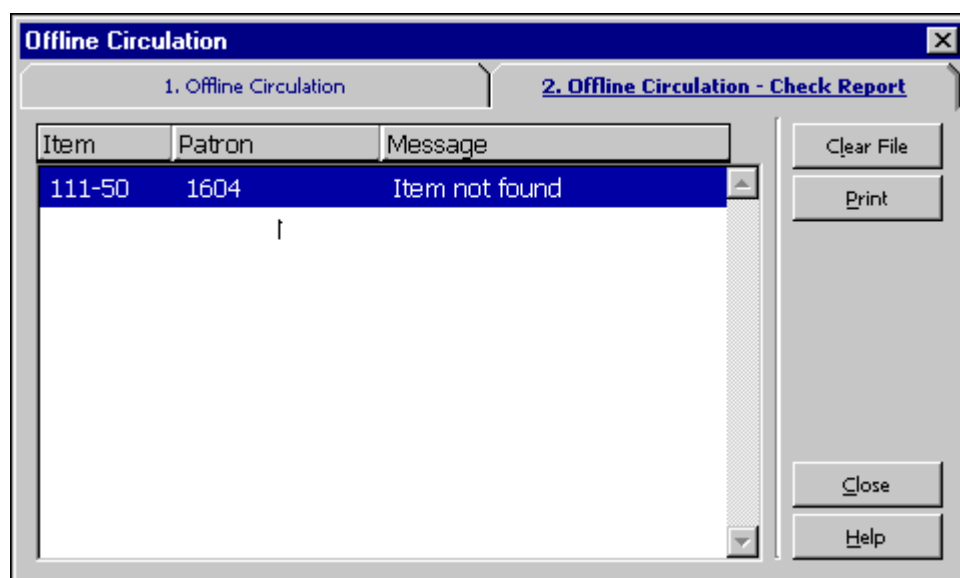 Offline Circulation
1. Offline Circulation
2. Offline Circulation - Check Report
Item Patron Message
111-50 1604 Item not found
Clear File
Print
Close
Help